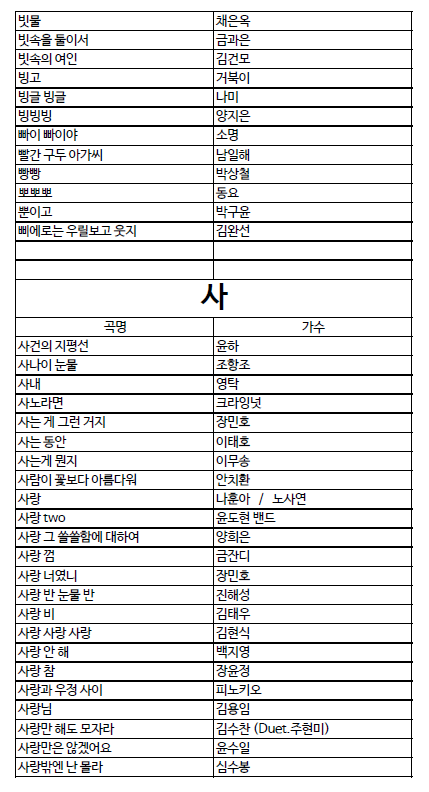 빗물 채은옥
빗속을 둘이서 금과은
빗속의 여인 김건모
빙고 거북이
빙글 빙글 나미
빙빙빙 양지은
빠이 빠이야 소명
빨간 구두 아가씨 남일해
빵빵 박상철
뽀뽀뽀 동요
뿐이고 박구윤
삐에로는 우릴보고 웃지 김완선
사
곡명 가수
사건의 지평선 윤하
사나이 눈물 조항조
사내 영탁
사노라면 크라잉넛
사는 게 그런 거지 장민호
사는 동안 이태호
사는게 뭔지 이무송
사람이 꽃보다 아름다워 안치환
사랑 나훈아 / 노사연
사랑 two 윤도현 밴드
사랑 그 쓸쓸함에 대하여 양희은
사랑 껌 금잔디
사랑 너였니 장민호
사랑 반 눈물 반 진해성
사랑 비 김태우
사랑 사랑 사랑 김현식
사랑 안 해 백지영
사랑 참 장윤정
사랑과 우정 사이 피노키오
사랑님 김용임
사랑만 해도 모자라 김수찬 (Duet.주현미)
사랑만은 않겠어요 윤수일
사랑밖엔 난 몰라 심수봉